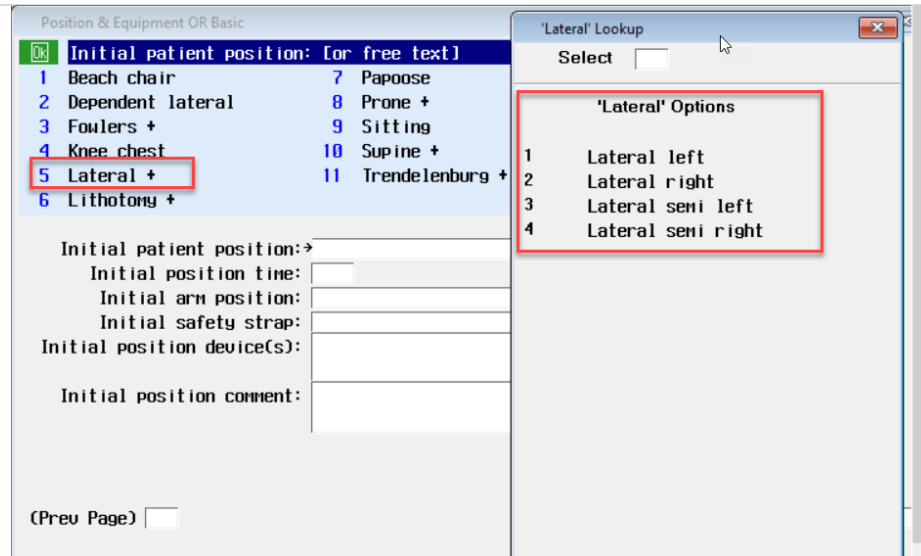 Position & Equipment OR Basic
Ok Initial patient position: [or free text]
1 Beach chair 7 Papoose
2 Dependent lateral 8 Prone +
3 Fowlers + 9 Sitting
4 Knee chest 10 Supine +
5 Lateral + 11 Trendelenburg +
6 Lithotomy +
Initial patient position:
Initial position time:
Initial arm position:
Initial safety strap:
Initial position device(s):
Initial position comment:
(Prev Page)
'Lateral' Lookup
Select
'Lateral' Options
1 Lateral left
2 Lateral right
3 Lateral semi left
4 Lateral semi right